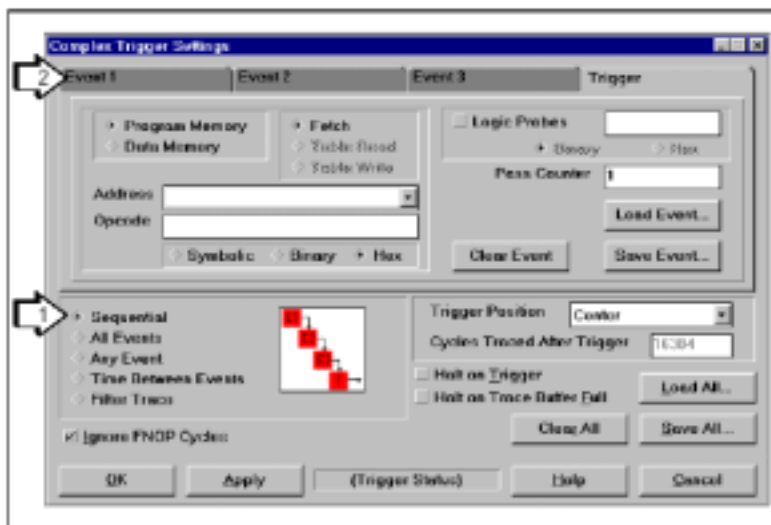 Complex Trigger Settings
2
Event 1
Event 2
Event 3
Trigger
Program Memory
Data Memory
Fetch
Table Read
Table Write
Address
Opcode
Symbolic
Binary
Hex
Logic Probes
Binary
Hex
Pass Counter
1
Load Event...
Clear Event
Save Event...
1
Sequential
All Events
Any Event
Time Between Events
Filter Trace
Trigger Position
Center
Cycles Traced After Trigger
16384
Halt on Trigger
Halt on Trace Buffer Full
Load All...
Ignore FNOP Cycles
Clear All
Save All...
OK
Apply
(Trigger Status)
Help
Cancel